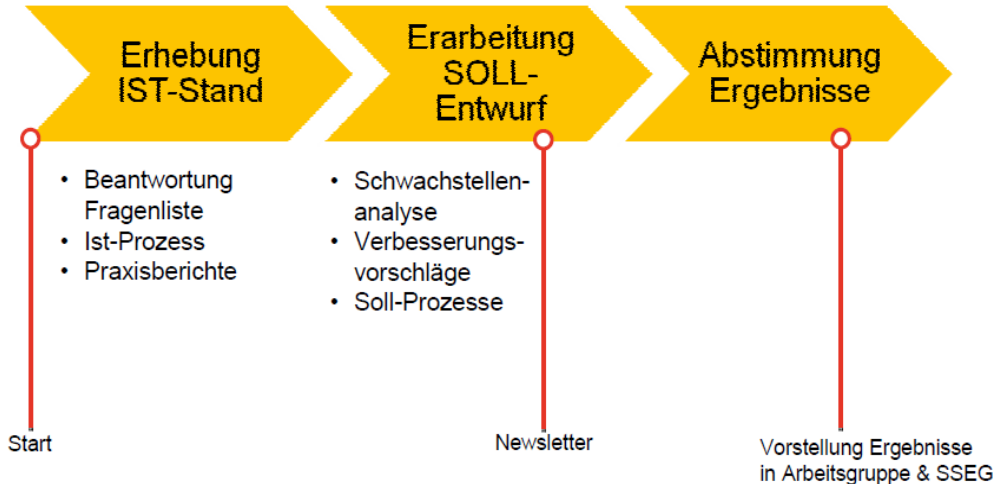 Erhebung
IST-Stand
Erarbeitung
SOLL-
Entwurf
Abstimmung
Ergebnisse
• Beantwortung
Fragenliste
• Ist-Prozess
• Praxisberichte
• Schwachstellen-
analyse
• Verbesserungs-
vorschläge
• Soll-Prozesse
Start
Newsletter
Vorstellung Ergebnisse
in Arbeitsgruppe & SSEG